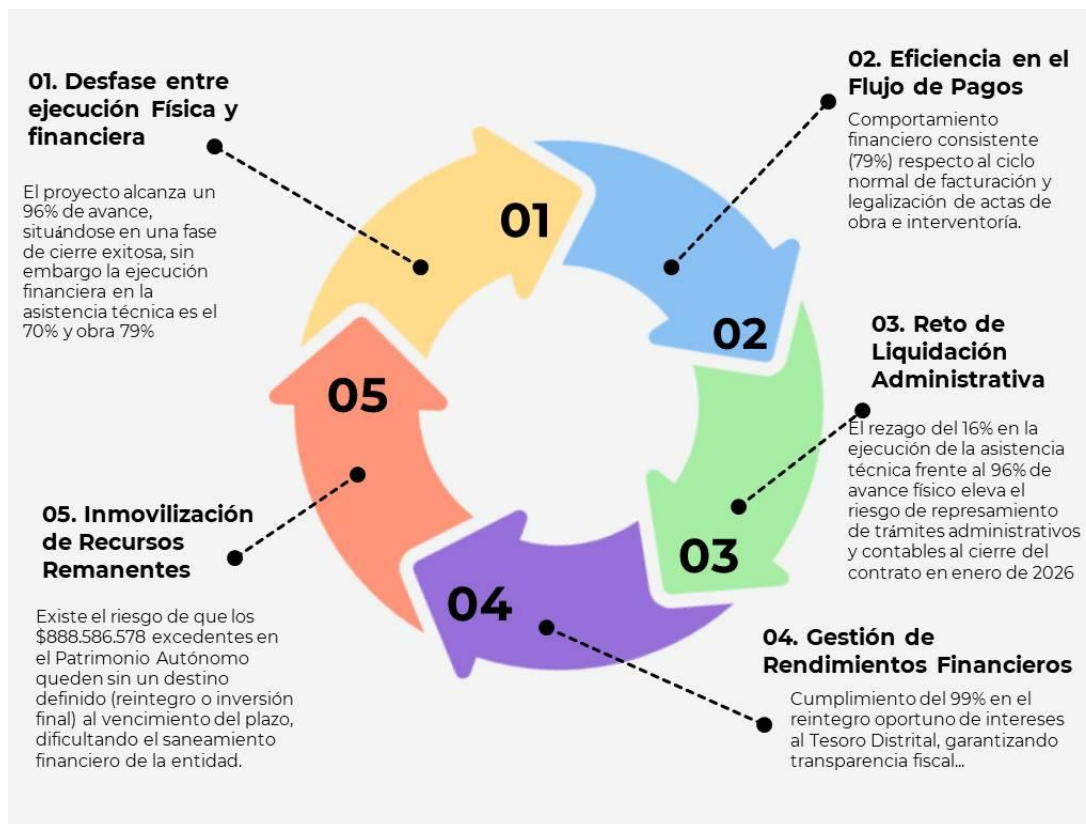 01. Desfase entre
ejecución Física y
financiera
El proyecto alcanza un
96% de avance,
situándose en una fase
de cierre exitosa, sin
embargo la ejecución
financiera en la
asistencia técnica es el
70% y obra 79%
02. Eficiencia en el
Flujo de Pagos
Comportamiento
financiero consistente
(79%) respecto al ciclo
normal de facturación y
legalización de actas de
obra e interventoría.
03. Reto de
Liquidación
Administrativa
El rezago del 16% en la
ejecución de la asistencia
técnica frente al 96% de
avance físico eleva el
riesgo de represamiento
de trámites administrativos
y contables al cierre del
contrato en enero de 2026
04. Gestión de
Rendimientos Financieros
Cumplimiento del 99% en el
reintegro oportuno de intereses
al Tesoro Distrital, garantizando
transparencia fiscal...
05. Inmovilización
de Recursos
Remanentes
Existe el riesgo de que los
$888.586.578 excedentes en
el Patrimonio Autónomo
queden sin un destino
definido (reintegro o inversión
final) al vencimiento del plazo,
dificultando el saneamiento
financiero de la entidad.
01
02
03
04
05